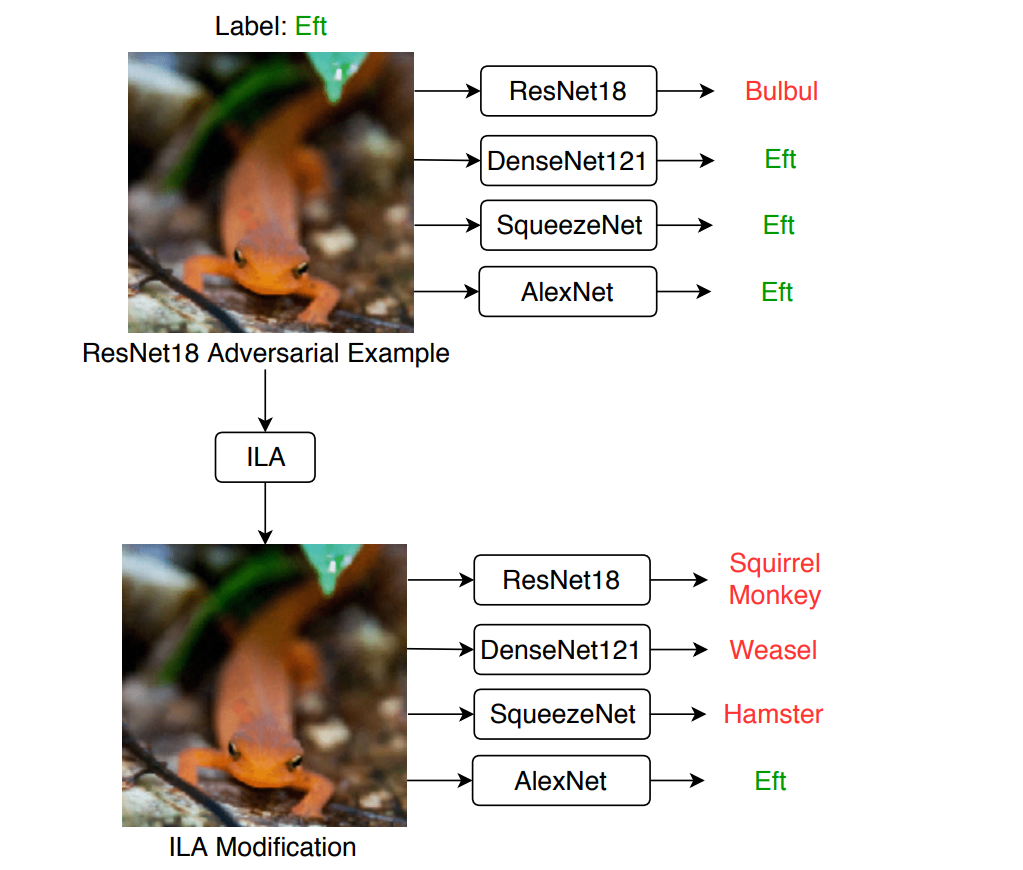 Label: Eft
ResNet18
Bulbul
DenseNet121
Eft
SqueezeNet
Eft
AlexNet
Eft
ResNet18 Adversarial Example
ILA
ResNet18
Squirrel
Monkey
DenseNet121
Weasel
SqueezeNet
Hamster
AlexNet
Eft
ILA Modification